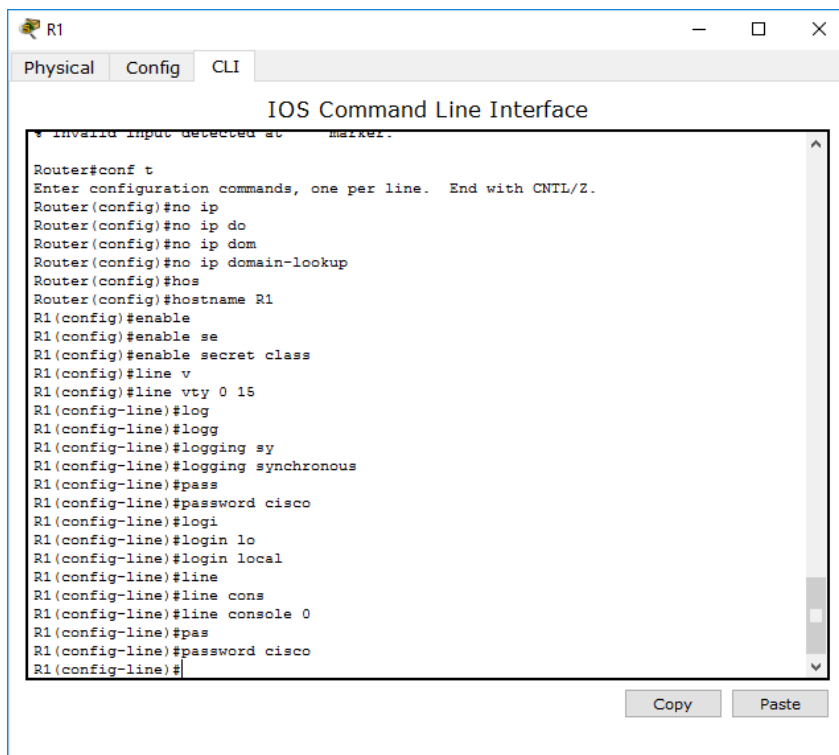 R1
Physical Config CLI
IOS Command Line Interface
% Invalid input detected at marker.
Router#conf t
Enter configuration commands, one per line. End with CNTL/Z.
Router(config)#no ip
Router(config)#no ip do
Router(config)#no ip dom
Router(config)#no ip domain-lookup
Router(config)#hos
Router(config)#hostname R1
R1(config)#enable
R1(config)#enable se
R1(config)#enable secret class
R1(config)#line v
R1(config)#line vty 0 15
R1(config-line)#log
R1(config-line)#logg
R1(config-line)#logging sy
R1(config-line)#logging synchronous
R1(config-line)#pass
R1(config-line)#password cisco
R1(config-line)#logi
R1(config-line)#login lo
R1(config-line)#login local
R1(config-line)#line
R1(config-line)#line cons
R1(config-line)#line console 0
R1(config-line)#pas
R1(config-line)#password cisco
R1(config-line)#
Copy Paste